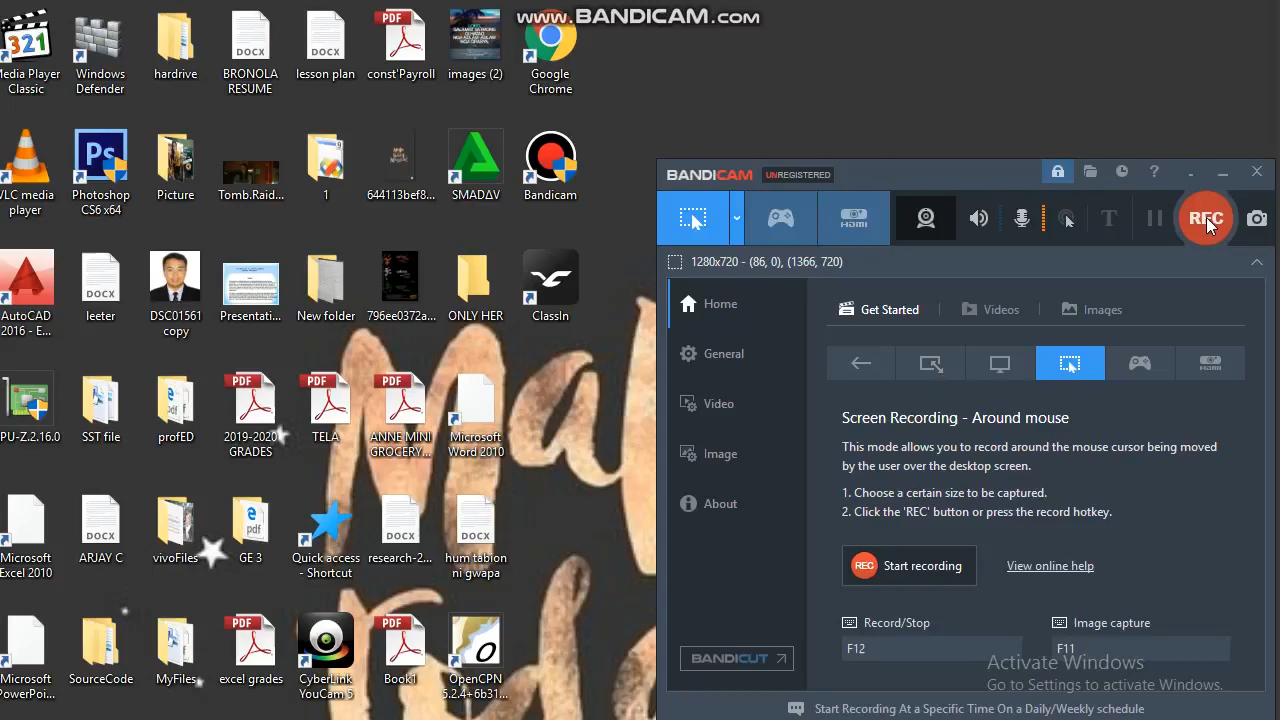 www.BANDICAM.com
321
Media Player
Classic
Windows
Defender
hardrive
DOCX
BRONOLA
RESUME
DOCX
lesson plan
PDF
const'Payroll
images (2)
Google
Chrome
VLC media
player
Ps
Photoshop
CS6 x64
Picture
Tomb.Raid...
1
644113bef8...
SMADAV
Bandicam
AutoCAD
2016 - E...
DOCX
leeter
DSC01561
copy
Presentati...
New folder
796ee0372a...
ONLY HER
ClassIn
PU-Z.2.16.0
SST file
pdf
profED
PDF
2019-2020
GRADES
PDF
TELA
PDF
ANNE MINI
GROCERY...
Microsoft
Word 2010
Microsoft
Excel 2010
DOCX
ARJAY C
vivoFiles
pdf
GE 3
Quick access
- Shortcut
DOCX
research-2...
DOCX
hum tabion
ni gwapa
Microsoft
PowerPoi...
SourceCode
MyFiles
PDF
excel grades
CyberLink
YouCam 5
PDF
Book1
OpenCPN
5.2.4+6b31...
BANDICAM UNREGISTERED
HDMI
T
REC
1280x720 - (86, 0), (1366, 720)
Home
General
Video
Image
About
BANDICUT
Get Started
Videos
Images
HDMI
Screen Recording - Around mouse
This mode allows you to record around the mouse cursor being moved
by the user over the desktop screen.
1. Choose a certain size to be captured.
2. Click the 'REC' button or press the record hotkey.
REC Start recording
View online help
Record/Stop
F12
Image capture
F11
Activate Windows
Go to Settings to activate Windows.
Start Recording At a Specific Time On a Daily/Weekly schedule